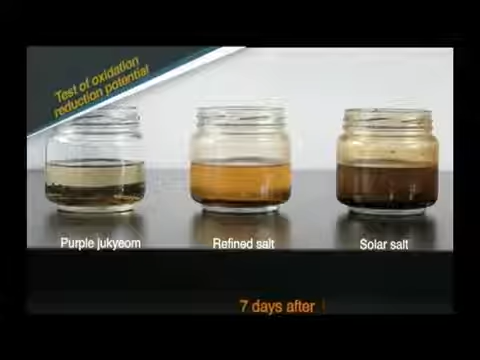 Test of oxidation
reduction potential
Purple jukyeom
Refined salt
Solar salt
7 days after